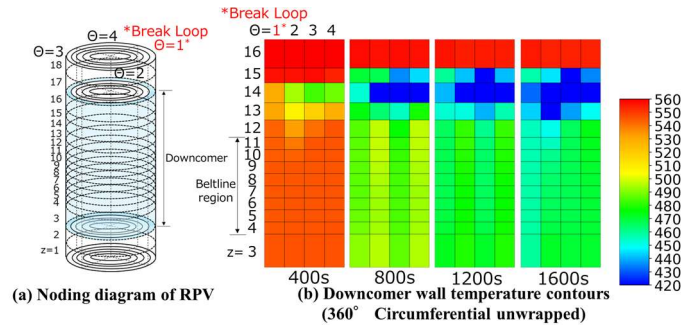 *Break Loop
Θ=1*
Θ=4
Θ=3
Θ=2
18
17
16
15
14
13
12
11
10
9
8
7
6
5
4
3
2
z=1
Downcomer
Beltline
region
(a) Noding diagram of RPV
*Break Loop
Θ=1* 2 3 4
16
15
14
13
12
11
10
9
8
7
6
5
4
z= 3
400s 800s 1200s 1600s
560
550
540
530
520
510
500
490
480
470
460
450
440
430
420
(b) Downcomer wall temperature contours
(360° Circumferential unwrapped)